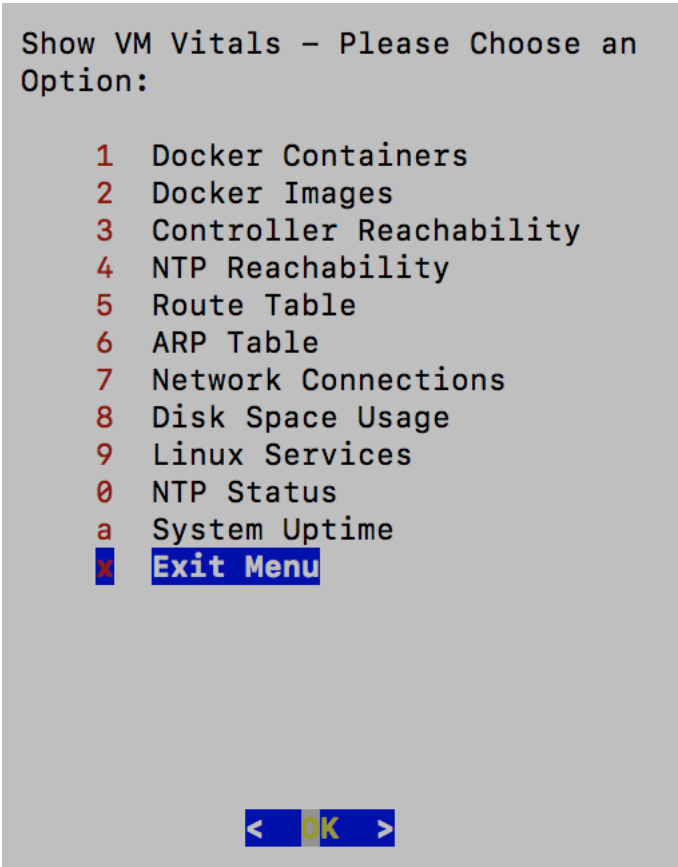 Show VM Vitals – Please Choose an
Option:
1 Docker Containers
2 Docker Images
3 Controller Reachability
4 NTP Reachability
5 Route Table
6 ARP Table
7 Network Connections
8 Disk Space Usage
9 Linux Services
0 NTP Status
a System Uptime
x Exit Menu
< OK >